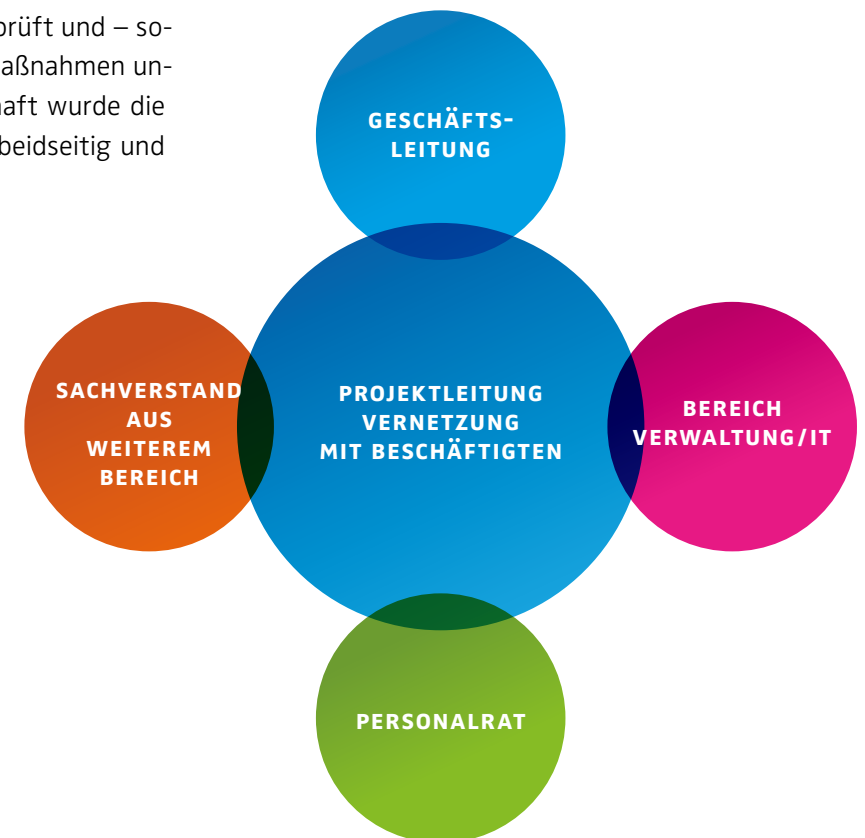 prüft und – so-
aßnahmen un-
aft wurde die
beidseitig und
GESCHÄFTS-
LEITUNG
SACHVERSTAND
AUS
WEITEREM
BEREICH
PROJEKTLEITUNG
VERNETZUNG
MIT BESCHÄFTIGTEN
BEREICH
VERWALTUNG/IT
PERSONALRAT